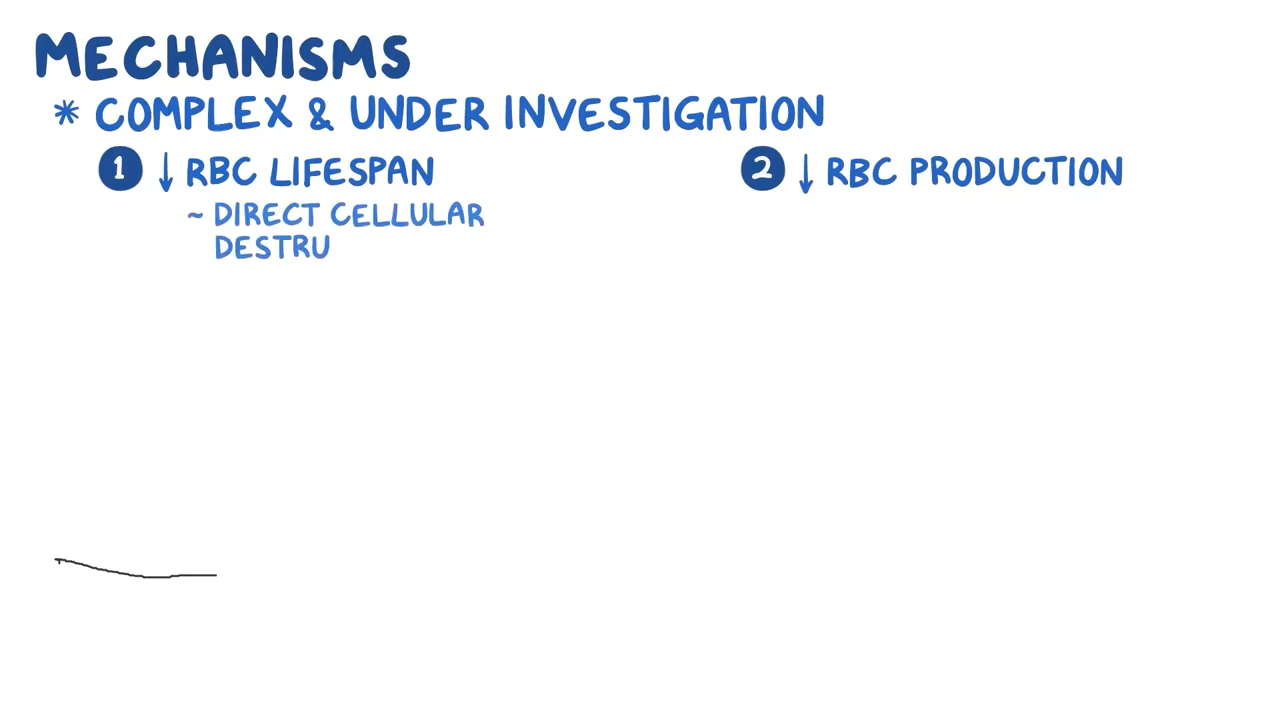 MECHANISMS
* COMPLEX & UNDER INVESTIGATION
1 ↓ RBC LIFESPAN
~ DIRECT CELLULAR
DESTRU
2 ↓ RBC PRODUCTION